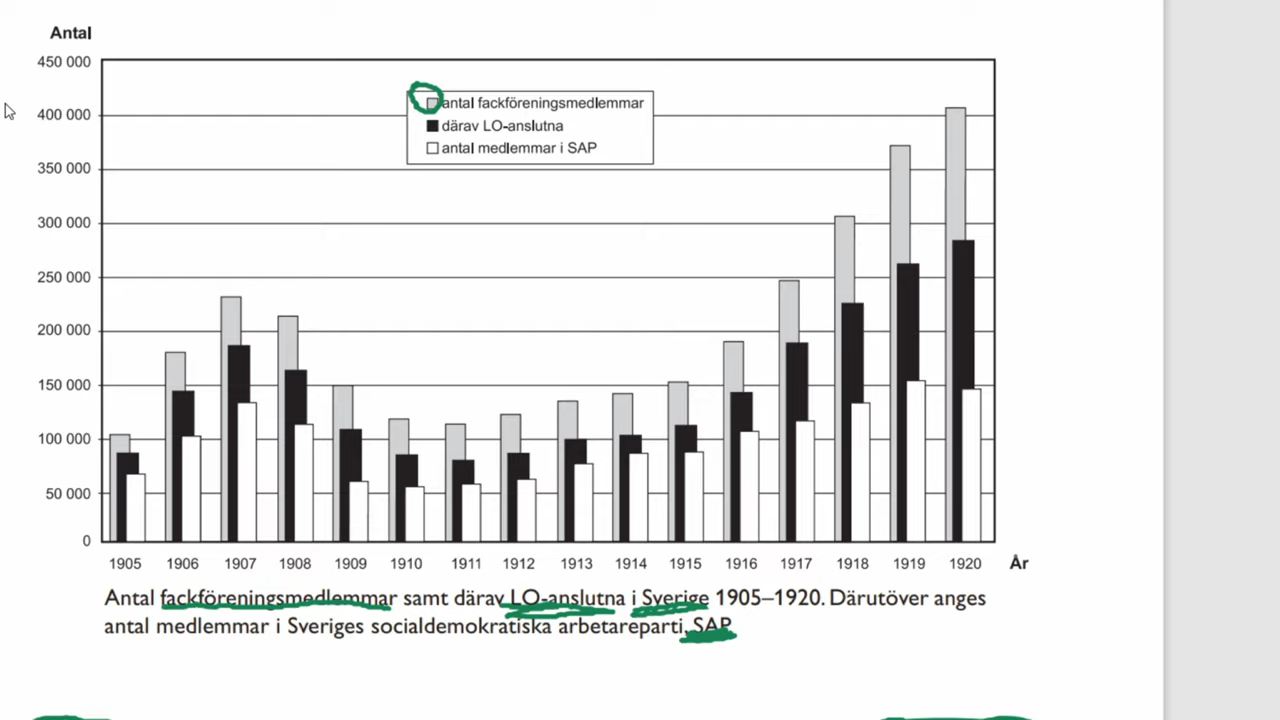 Antal
450 000
400 000
350 000
300 000
250 000
200 000
150 000
100 000
50 000
0
antal fackföreningsmedlemmar
därav LO-anslutna
antal medlemmar i SAP
1905 1906 1907 1908 1909 1910 1911 1912 1913 1914 1915 1916 1917 1918 1919 1920 År
Antal fackföreningsmedlemmar samt därav LO-anslutna i Sverige 1905–1920. Därutöver anges
antal medlemmar i Sveriges socialdemokratiska arbetareparti, SAP